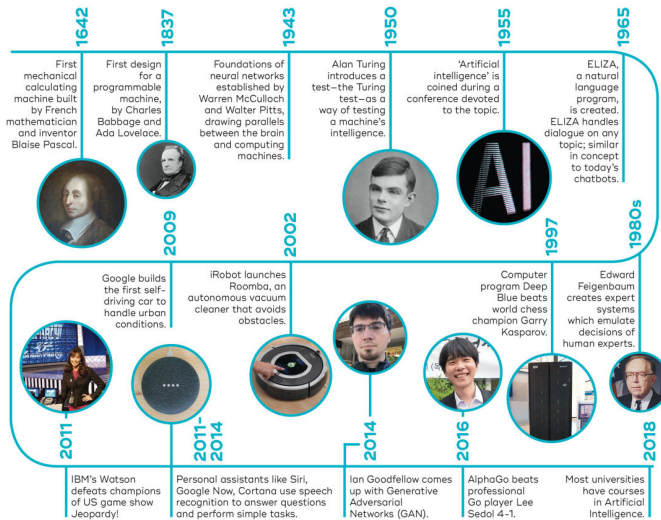 1642
First
mechanical
calculating
machine built
by French
mathematician
and inventor
Blaise Pascal.
1837
First design
for a
programmable
machine,
by Charles
Babbage and
Ada Lovelace.
1943
Foundations of
neural networks
established by
Warren McCulloch
and Walter Pitts,
drawing parallels
between the brain
and computing
machines.
1950
Alan Turing
introduces a
test—the Turing
test—as a
way of testing
a machine's
intelligence.
1955
'Artificial
intelligence' is
coined during a
conference devoted
to the topic.
AI
1965
ELIZA,
a natural
language
program,
is created.
ELIZA handles
dialogue on any
topic; similar
in concept
to today's
chatbots.
1980s
Edward
Feigenbaum
creates expert
systems
which emulate
decisions of
human experts.
1997
Computer
program Deep
Blue beats
world chess
champion Garry
Kasparov.
2002
iRobot launches
Roomba, an
autonomous vacuum
cleaner that avoids
obstacles.
2009
Google builds
the first self-
driving car to
handle urban
conditions.
2011
IBM's Watson
defeats champions
of US game show
Jeopardy!
2011-
2014
Personal assistants like Siri,
Google Now, Cortana use speech
recognition to answer questions
and perform simple tasks.
2014
Ian Goodfellow comes
up with Generative
Adversarial
Networks (GAN).
2016
AlphaGo beats
professional
Go player Lee
Sedol 4-1.
2018
Most universities
have courses
in Artificial
Intelligence.